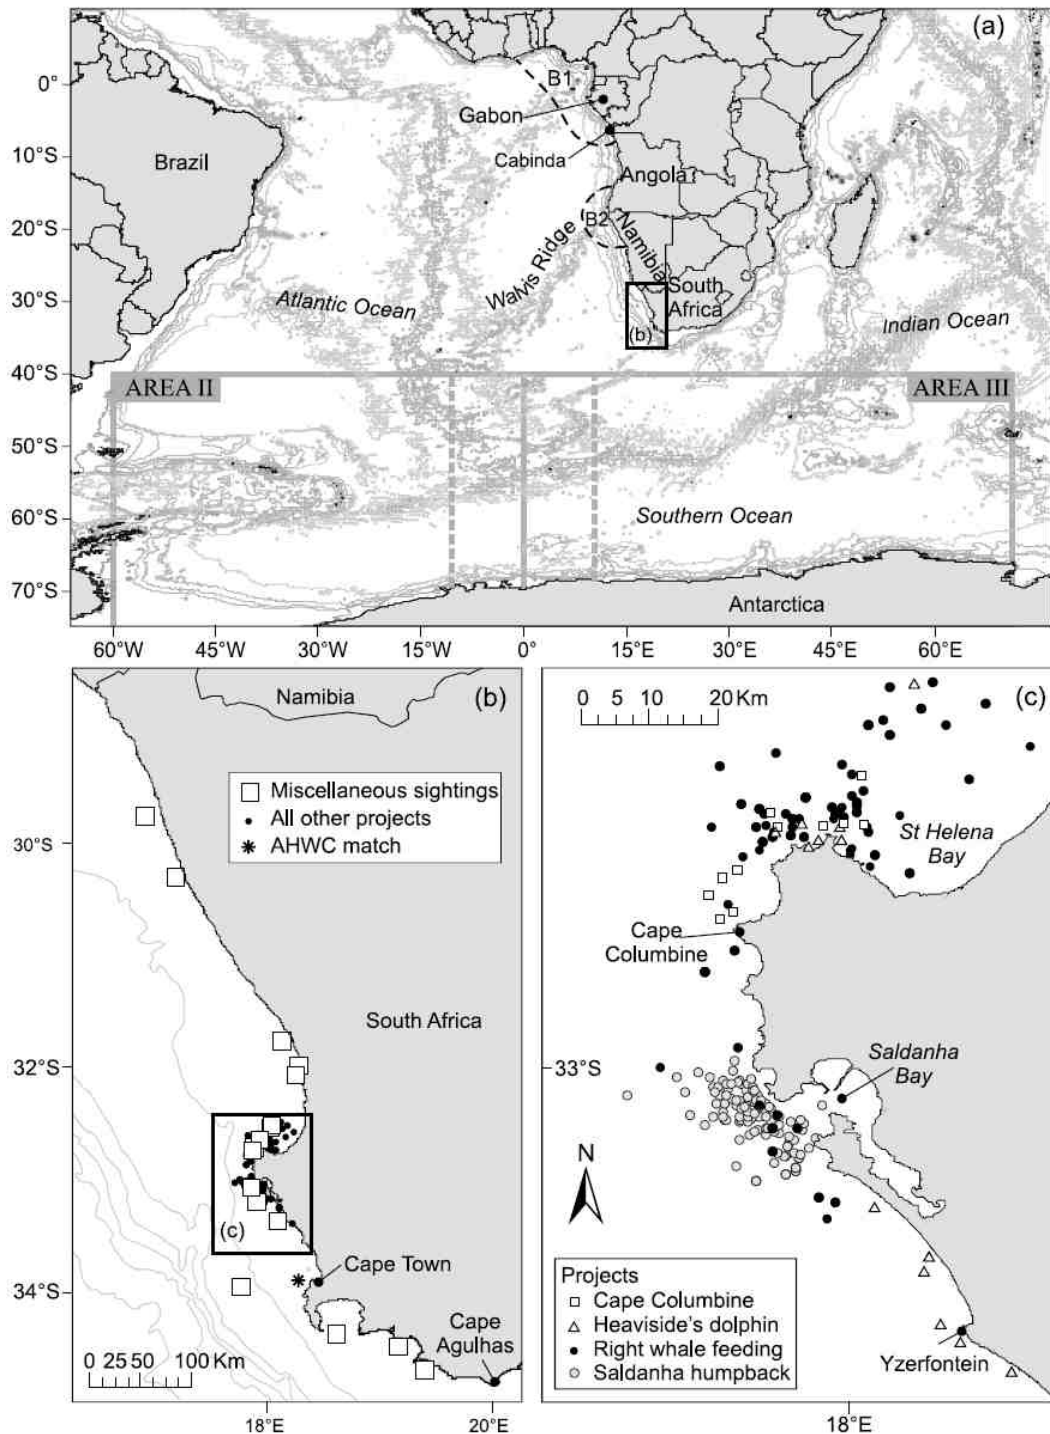 (a)
0°
10°S
20°S
30°S
40°S
50°S
60°S
70°S
B1
Gabon
Cabinda
Brazil
Angola
B2
Namibia
Walvis Ridge
South
Africa
Atlantic Ocean
Indian Ocean
(b)
AREA II
AREA III
Southern Ocean
Antarctica
60°W
45°W
30°W
15°W
0°
15°E
30°E
45°E
60°E
Namibia
(b)
Miscellaneous sightings
All other projects
AHWC match
30°S
South Africa
32°S
(c)
Cape Town
34°S
Cape
Agulhas
0 25 50 100 Km
18°E
20°E
0 5 10 20 Km
(c)
St Helena
Bay
Cape
Columbine
Saldanha
Bay
33°S
N
Projects
Cape Columbine
Heaviside's dolphin
Right whale feeding
Saldanha humpback
Yzerfontein
18°E